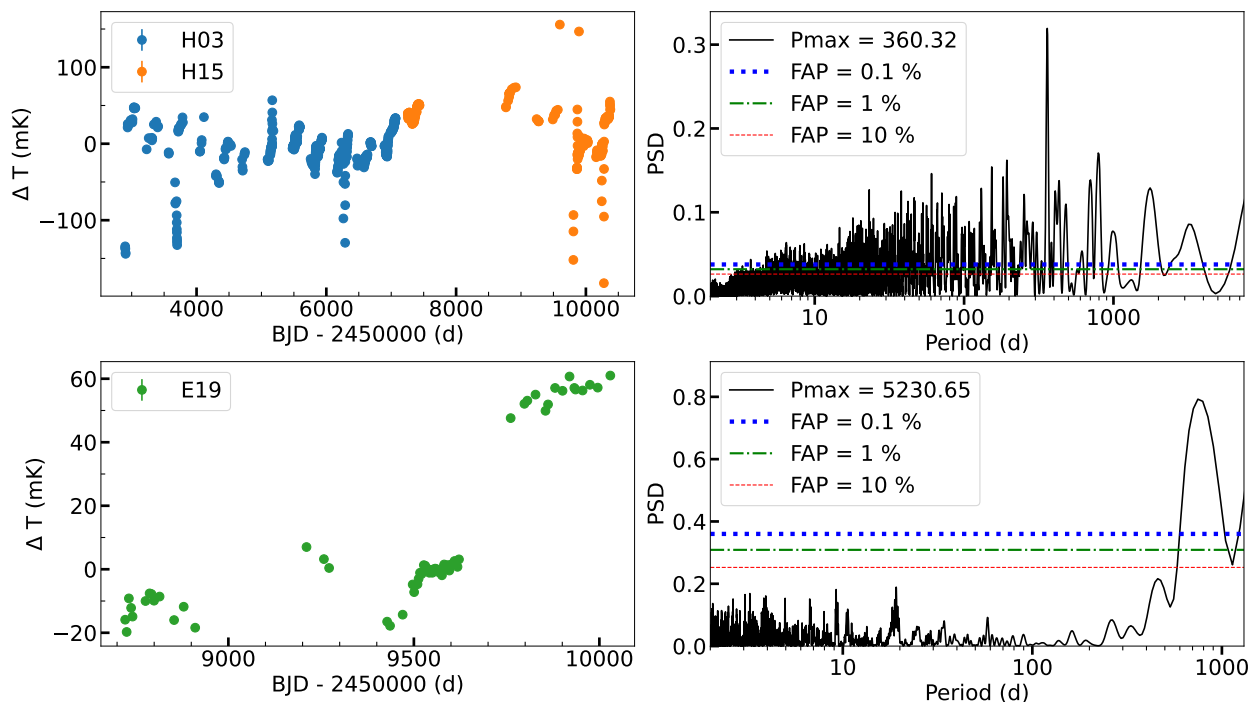 H03
H15
100
0
−100
Δ T (mK)
4000
6000
8000
10000
BJD - 2450000 (d)
Pmax = 360.32
FAP = 0.1 %
FAP = 1 %
FAP = 10 %
0.3
0.2
0.1
0.0
PSD
10
100
1000
Period (d)
E19
60
40
20
0
−20
Δ T (mK)
9000
9500
10000
BJD - 2450000 (d)
Pmax = 5230.65
FAP = 0.1 %
FAP = 1 %
FAP = 10 %
0.8
0.6
0.4
0.2
0.0
PSD
10
100
1000
Period (d)